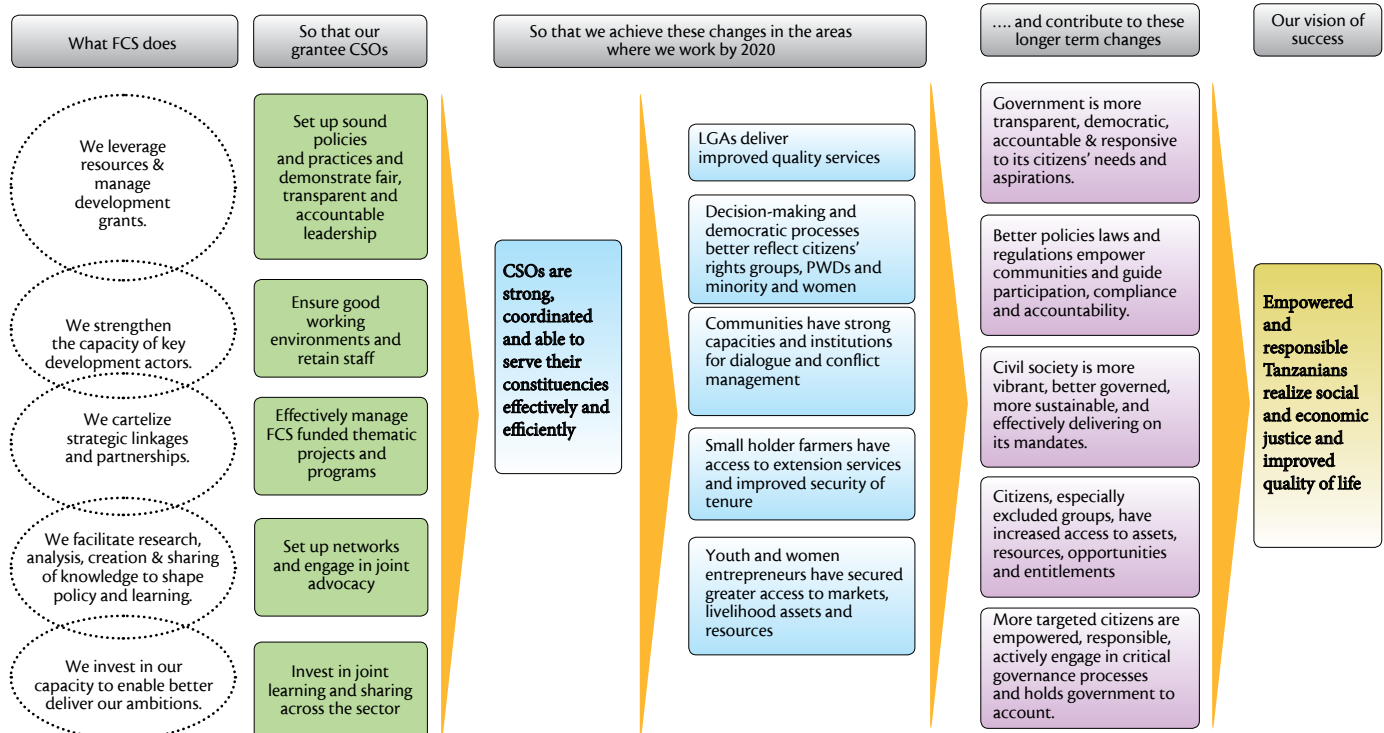 What FCS does
So that our
grantee CSOs
So that we achieve these changes in the areas
where we work by 2020
.... and contribute to these
longer term changes
Our vision of
success
We leverage
resources &
manage
development
grants.
We strengthen
the capacity of key
development actors.
We cartelize
strategic linkages
and partnerships.
We facilitate research,
analysis, creation & sharing
of knowledge to shape
policy and learning.
We invest in our
capacity to enable better
deliver our ambitions.
Set up sound
policies
and practices and
demonstrate fair,
transparent and
accountable
leadership
Ensure good
working
environments and
retain staff
Effectively manage
FCS funded thematic
projects and
programs
Set up networks
and engage in joint
advocacy
Invest in joint
learning and sharing
across the sector
CSOs are
strong,
coordinated
and able to
serve their
constituencies
effectively and
efficiently
LGAs deliver
improved quality services
Decision-making and
democratic processes
better reflect citizens'
rights groups, PWDs and
minority and women
Communities have strong
capacities and institutions
for dialogue and conflict
management
Small holder farmers have
access to extension services
and improved security of
tenure
Youth and women
entrepreneurs have secured
greater access to markets,
livelihood assets and
resources
Government is more
transparent, democratic,
accountable & responsive
to its citizens' needs and
aspirations.
Better policies laws and
regulations empower
communities and guide
participation, compliance
and accountability.
Civil society is more
vibrant, better governed,
more sustainable, and
effectively delivering on
its mandates.
Citizens, especially
excluded groups, have
increased access to assets,
resources, opportunities
and entitlements
More targeted citizens are
empowered, responsible,
actively engage in critical
governance processes
and holds government to
account.
Empowered
and
responsible
Tanzanians
realize social
and economic
justice and
improved
quality of life